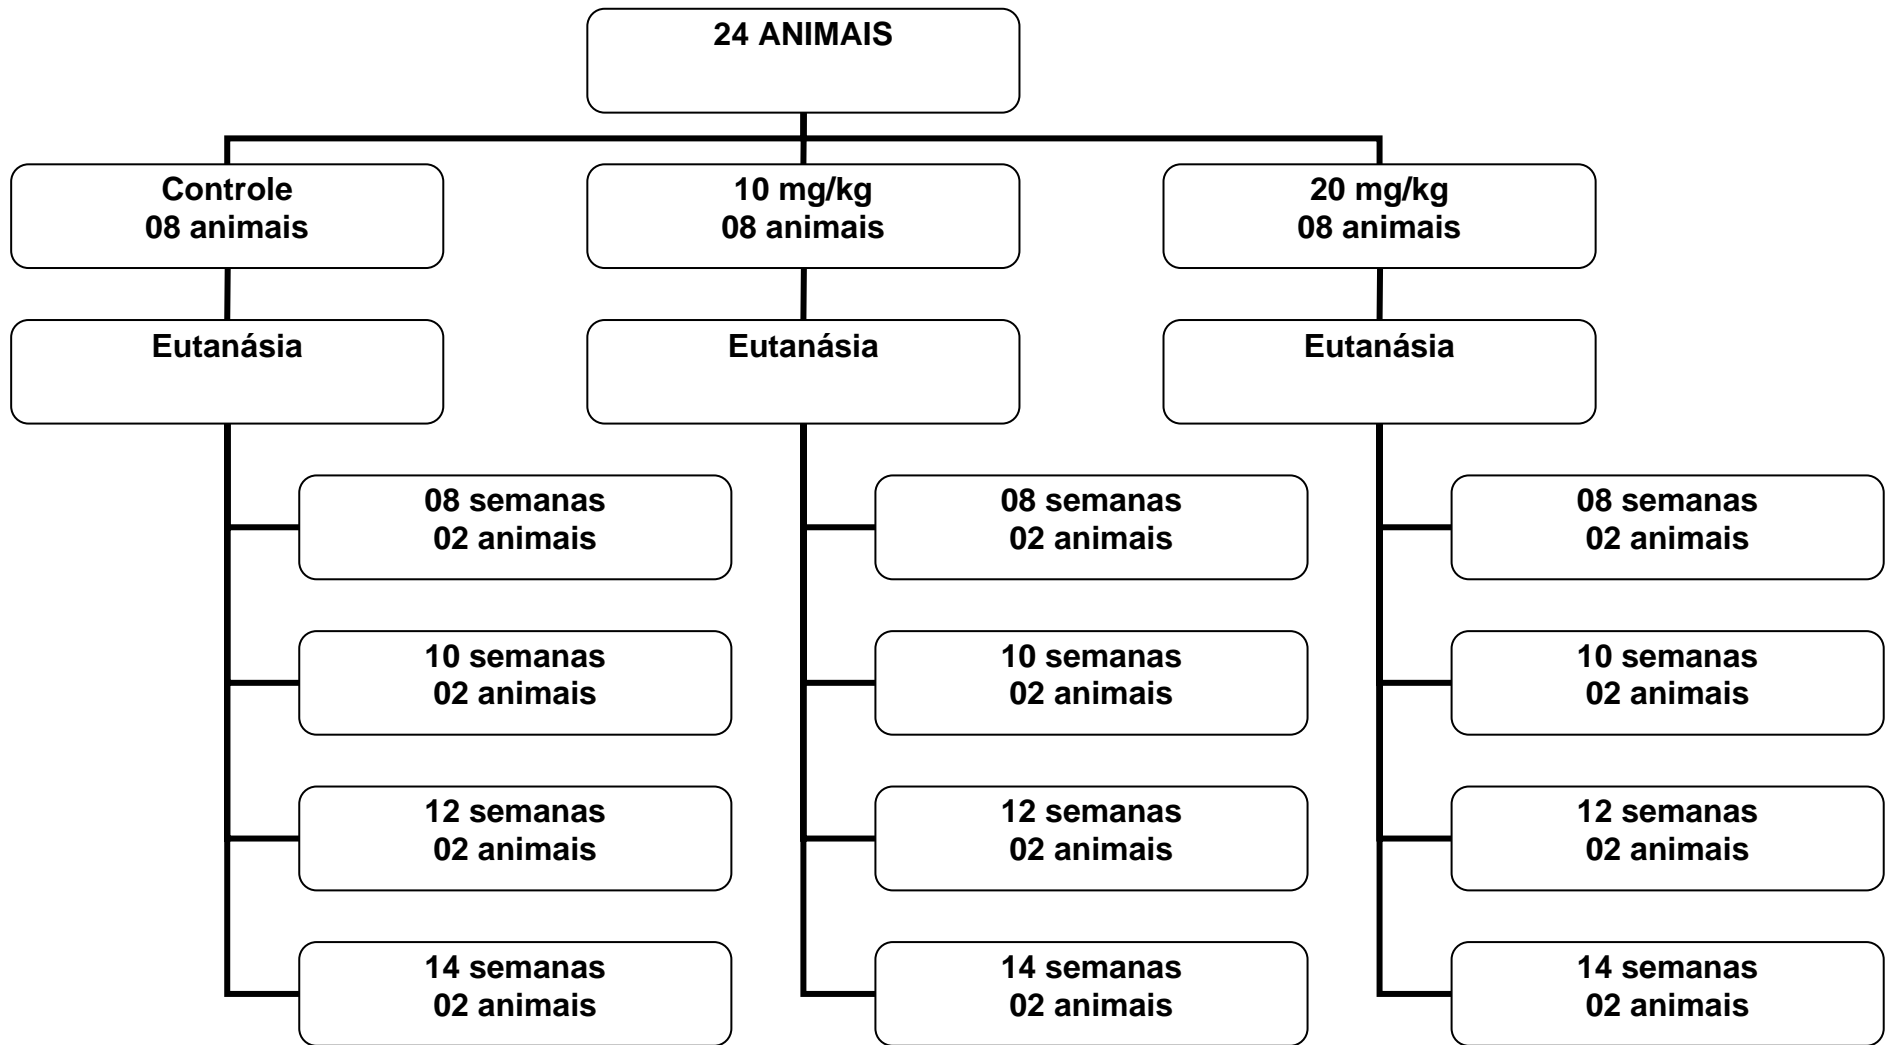 24 ANIMAIS
Controle
08 animais
10 mg/kg
08 animais
20 mg/kg
08 animais
Eutanásia
Eutanásia
Eutanásia
08 semanas
02 animais
08 semanas
02 animais
08 semanas
02 animais
10 semanas
02 animais
10 semanas
02 animais
10 semanas
02 animais
12 semanas
02 animais
12 semanas
02 animais
12 semanas
02 animais
14 semanas
02 animais
14 semanas
02 animais
14 semanas
02 animais